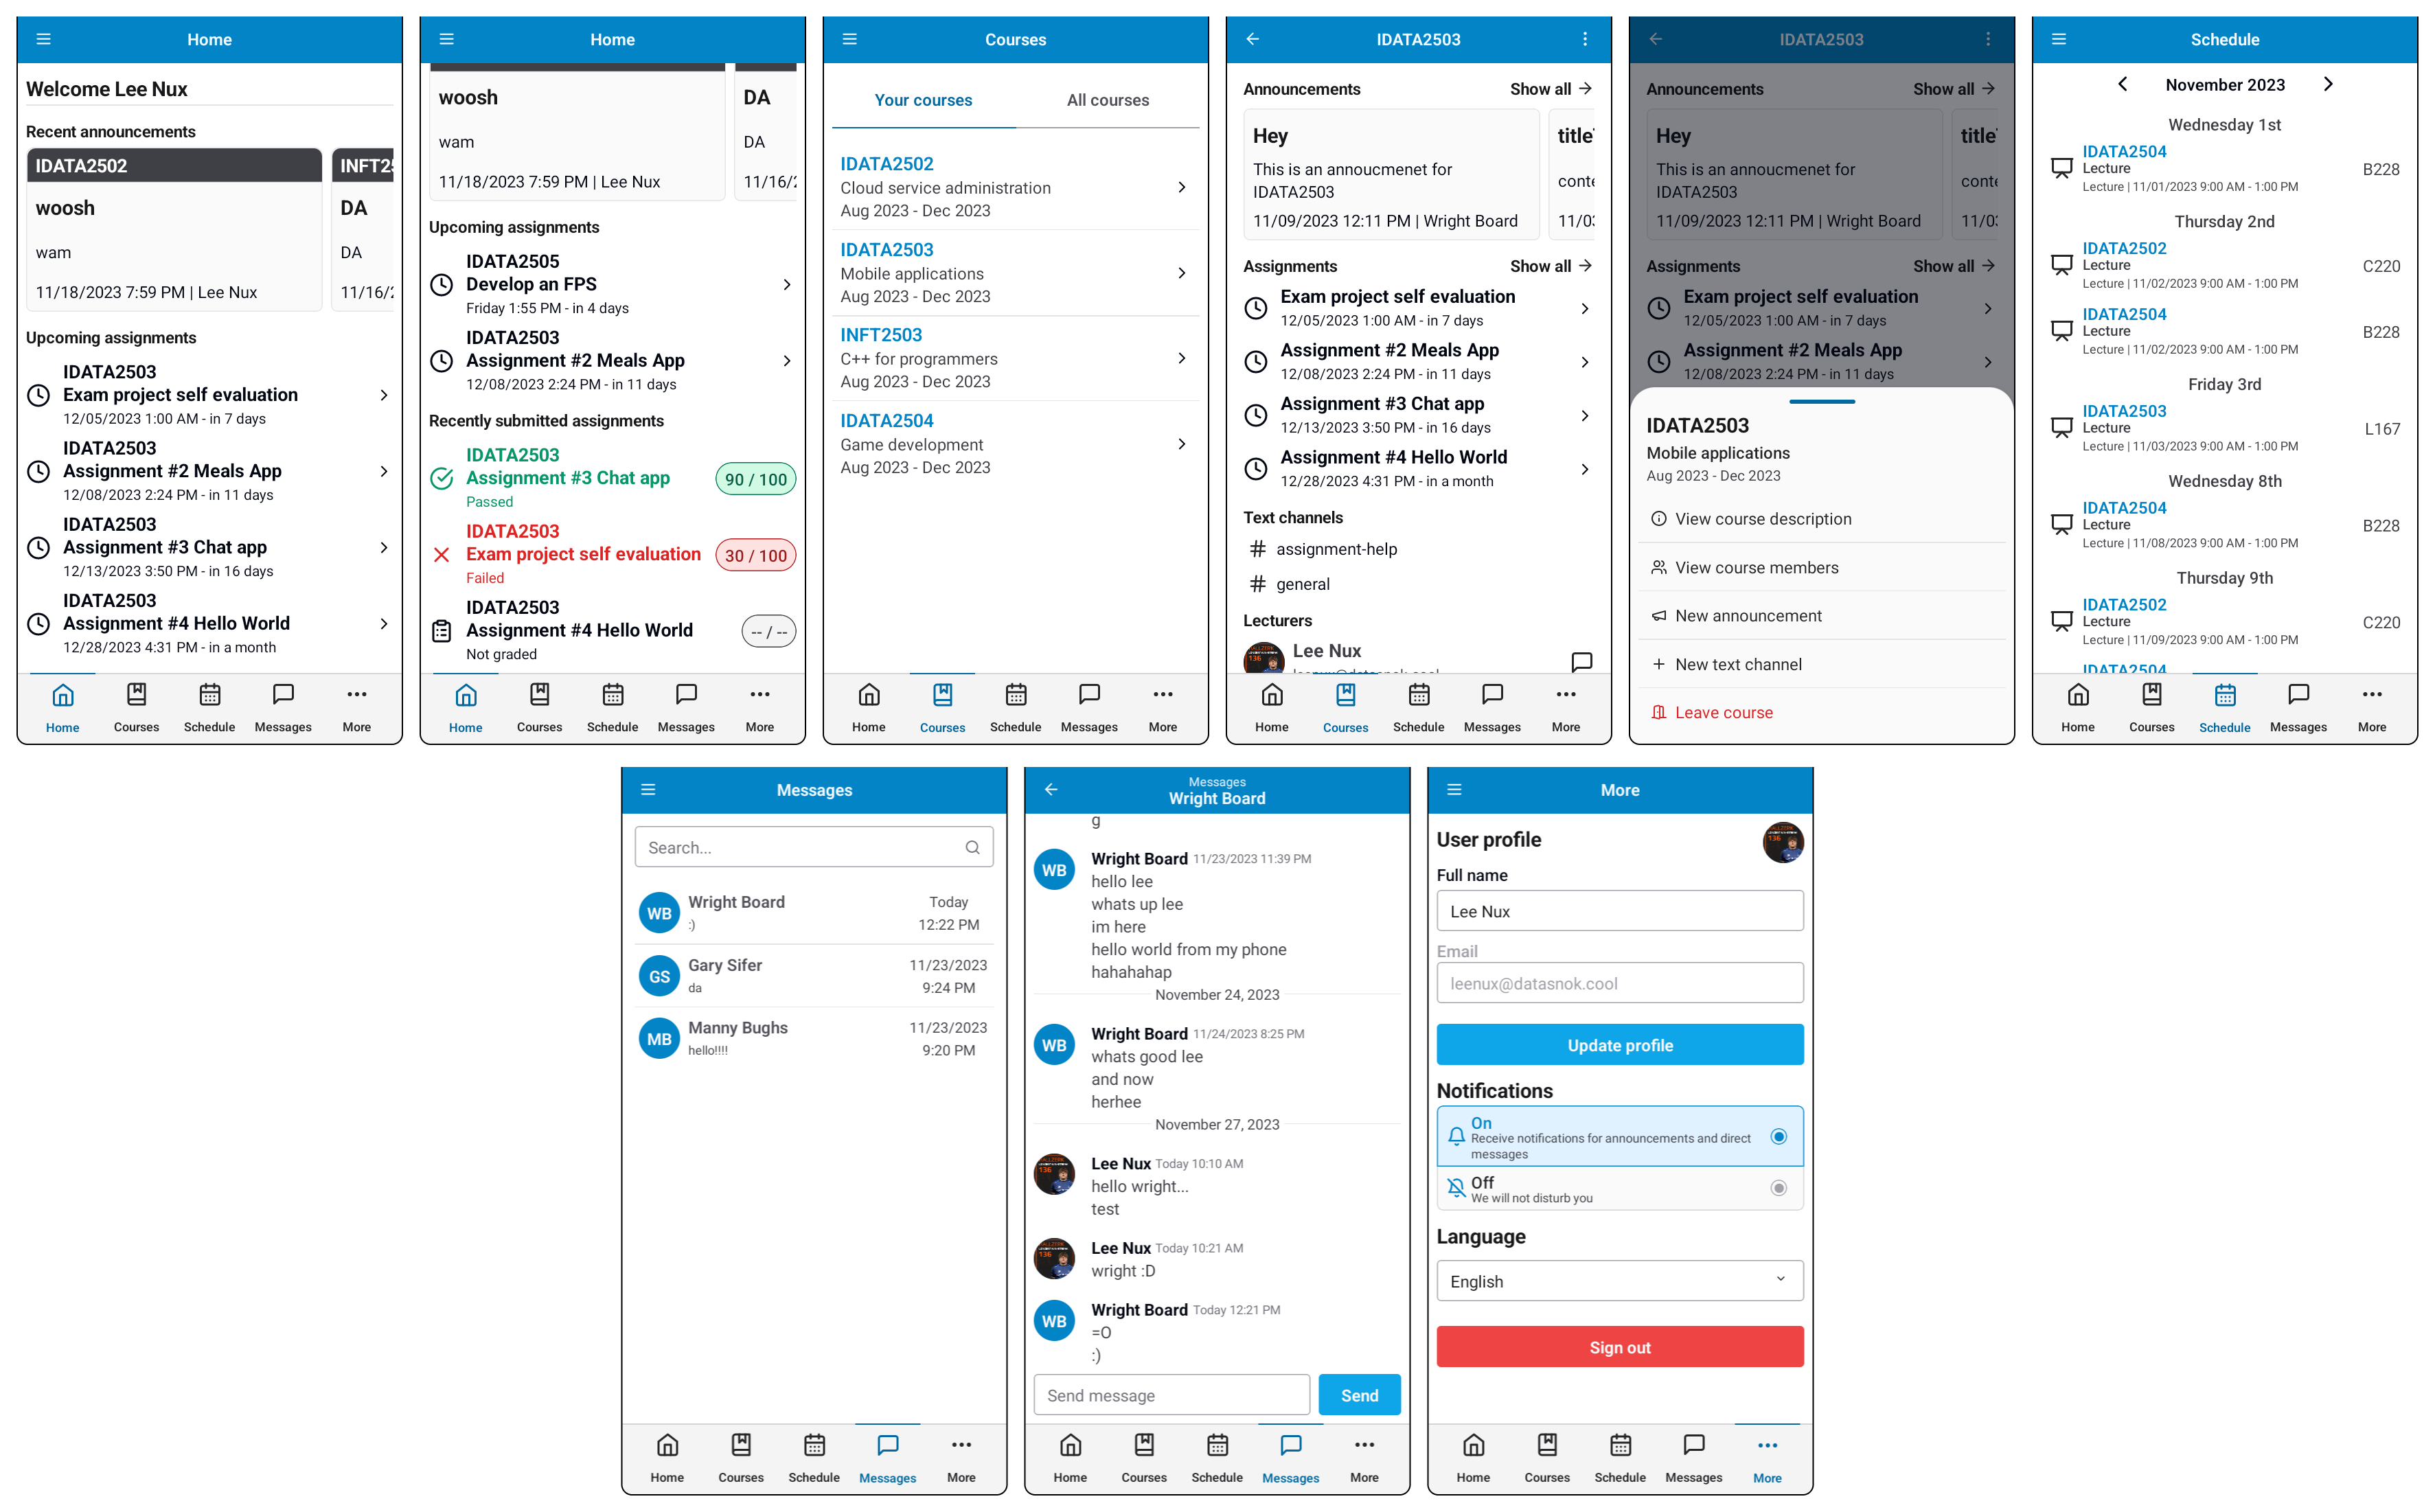 Home
Welcome Lee Nux
Recent announcements
IDATA2502
INFT25
woosh
DA
wam
DA
11/18/2023 7:59 PM | Lee Nux
11/16/2
Upcoming assignments
IDATA2503
Exam project self evaluation
12/05/2023 1:00 AM - in 7 days
IDATA2503
Assignment #2 Meals App
12/08/2023 2:24 PM - in 11 days
IDATA2503
Assignment #3 Chat app
12/13/2023 3:50 PM - in 16 days
IDATA2503
Assignment #4 Hello World
12/28/2023 4:31 PM - in a month
Home Courses Schedule Messages More
Home
woosh
DA
wam
DA
11/18/2023 7:59 PM | Lee Nux
11/16/2
Upcoming assignments
IDATA2505
Develop an FPS
Friday 1:55 PM - in 4 days
IDATA2503
Assignment #2 Meals App
12/08/2023 2:24 PM - in 11 days
Recently submitted assignments
IDATA2503
Assignment #3 Chat app
90 / 100
Passed
IDATA2503
Exam project self evaluation
30 / 100
Failed
IDATA2503
Assignment #4 Hello World
-- / --
Not graded
Home Courses Schedule Messages More
Courses
Your courses
All courses
IDATA2502
Cloud service administration
Aug 2023 - Dec 2023
IDATA2503
Mobile applications
Aug 2023 - Dec 2023
INFT2503
C++ for programmers
Aug 2023 - Dec 2023
IDATA2504
Game development
Aug 2023 - Dec 2023
Home Courses Schedule Messages More
IDATA2503
Announcements
Show all
Hey
title
This is an annoucmenet for
IDATA2503
conte
11/09/2023 12:11 PM | Wright Board
11/03
Assignments
Show all
Exam project self evaluation
12/05/2023 1:00 AM - in 7 days
Assignment #2 Meals App
12/08/2023 2:24 PM - in 11 days
Assignment #3 Chat app
12/13/2023 3:50 PM - in 16 days
Assignment #4 Hello World
12/28/2023 4:31 PM - in a month
Text channels
# assignment-help
# general
Lecturers
136
Lee Nux
leenux@datasnok.cool
Home Courses Schedule Messages More
IDATA2503
Announcements
Show all
Hey
title
This is an annoucmenet for
IDATA2503
conte
11/09/2023 12:11 PM | Wright Board
11/03
Assignments
Show all
Exam project self evaluation
12/05/2023 1:00 AM - in 7 days
Assignment #2 Meals App
12/08/2023 2:24 PM - in 11 days
IDATA2503
Mobile applications
Aug 2023 - Dec 2023
View course description
View course members
New announcement
New text channel
Leave course
Schedule
November 2023
Wednesday 1st
IDATA2504
Lecture
Lecture | 11/01/2023 9:00 AM - 1:00 PM
B228
Thursday 2nd
IDATA2502
Lecture
Lecture | 11/02/2023 9:00 AM - 1:00 PM
C220
IDATA2504
Lecture
Lecture | 11/02/2023 9:00 AM - 1:00 PM
B228
Friday 3rd
IDATA2503
Lecture
Lecture | 11/03/2023 9:00 AM - 1:00 PM
L167
Wednesday 8th
IDATA2504
Lecture
Lecture | 11/08/2023 9:00 AM - 1:00 PM
B228
Thursday 9th
IDATA2502
Lecture
Lecture | 11/09/2023 9:00 AM - 1:00 PM
C220
IDATA2504
Home Courses Schedule Messages More
Messages
Search...
WB
Wright Board
:)
Today
12:22 PM
GS
Gary Sifer
da
11/23/2023
9:24 PM
MB
Manny Bughs
hello!!!!
11/23/2023
9:20 PM
Home Courses Schedule Messages More
Messages
Wright Board
g
WB
Wright Board 11/23/2023 11:39 PM
hello lee
whats up lee
im here
hello world from my phone
hahahahap
November 24, 2023
WB
Wright Board 11/24/2023 8:25 PM
whats good lee
and now
herhee
November 27, 2023
136
Lee Nux Today 10:10 AM
hello wright...
test
136
Lee Nux Today 10:21 AM
wright :D
WB
Wright Board Today 12:21 PM
=O
:)
Send message
Send
Home Courses Schedule Messages More
More
User profile
136
Full name
Lee Nux
Email
leenux@datasnok.cool
Update profile
Notifications
On
Receive notifications for announcements and direct
messages
Off
We will not disturb you
Language
English
Sign out
Home Courses Schedule Messages More